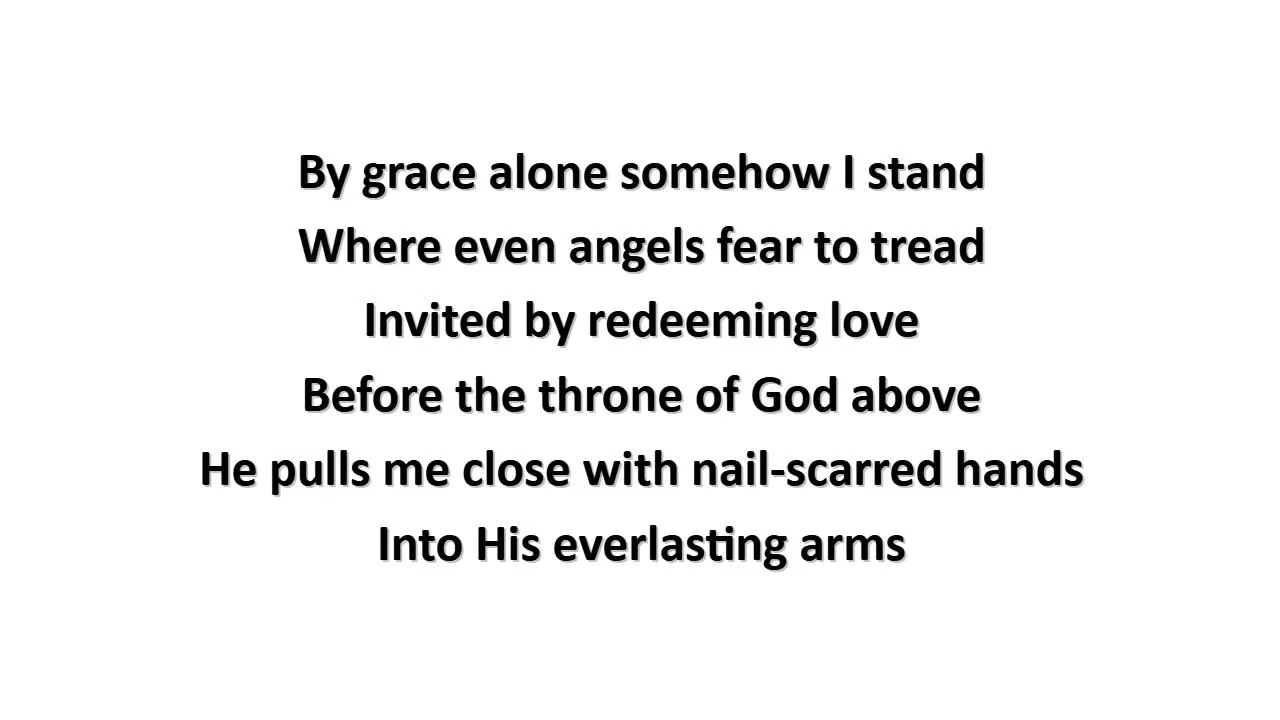 By grace alone somehow I stand
Where even angels fear to tread
Invited by redeeming love
Before the throne of God above
He pulls me close with nail-scarred hands
Into His everlasting arms